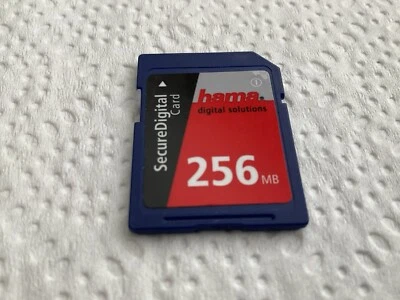 SecureDigital
Card
hama.
digital solutions
256 MB